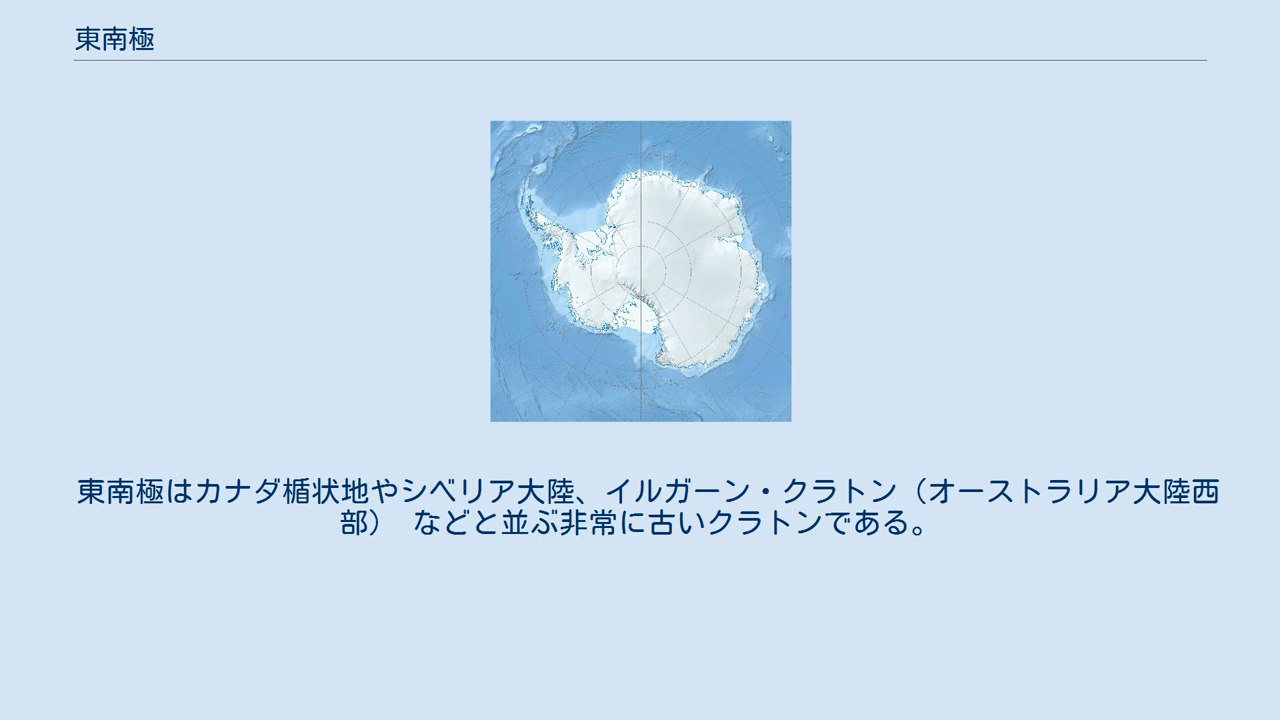 東南極
東南極はカナダ楯状地やシベリア大陸、イルガーン・クラトン（オーストラリア大陸西
部）　などと並ぶ非常に古いクラトンである。